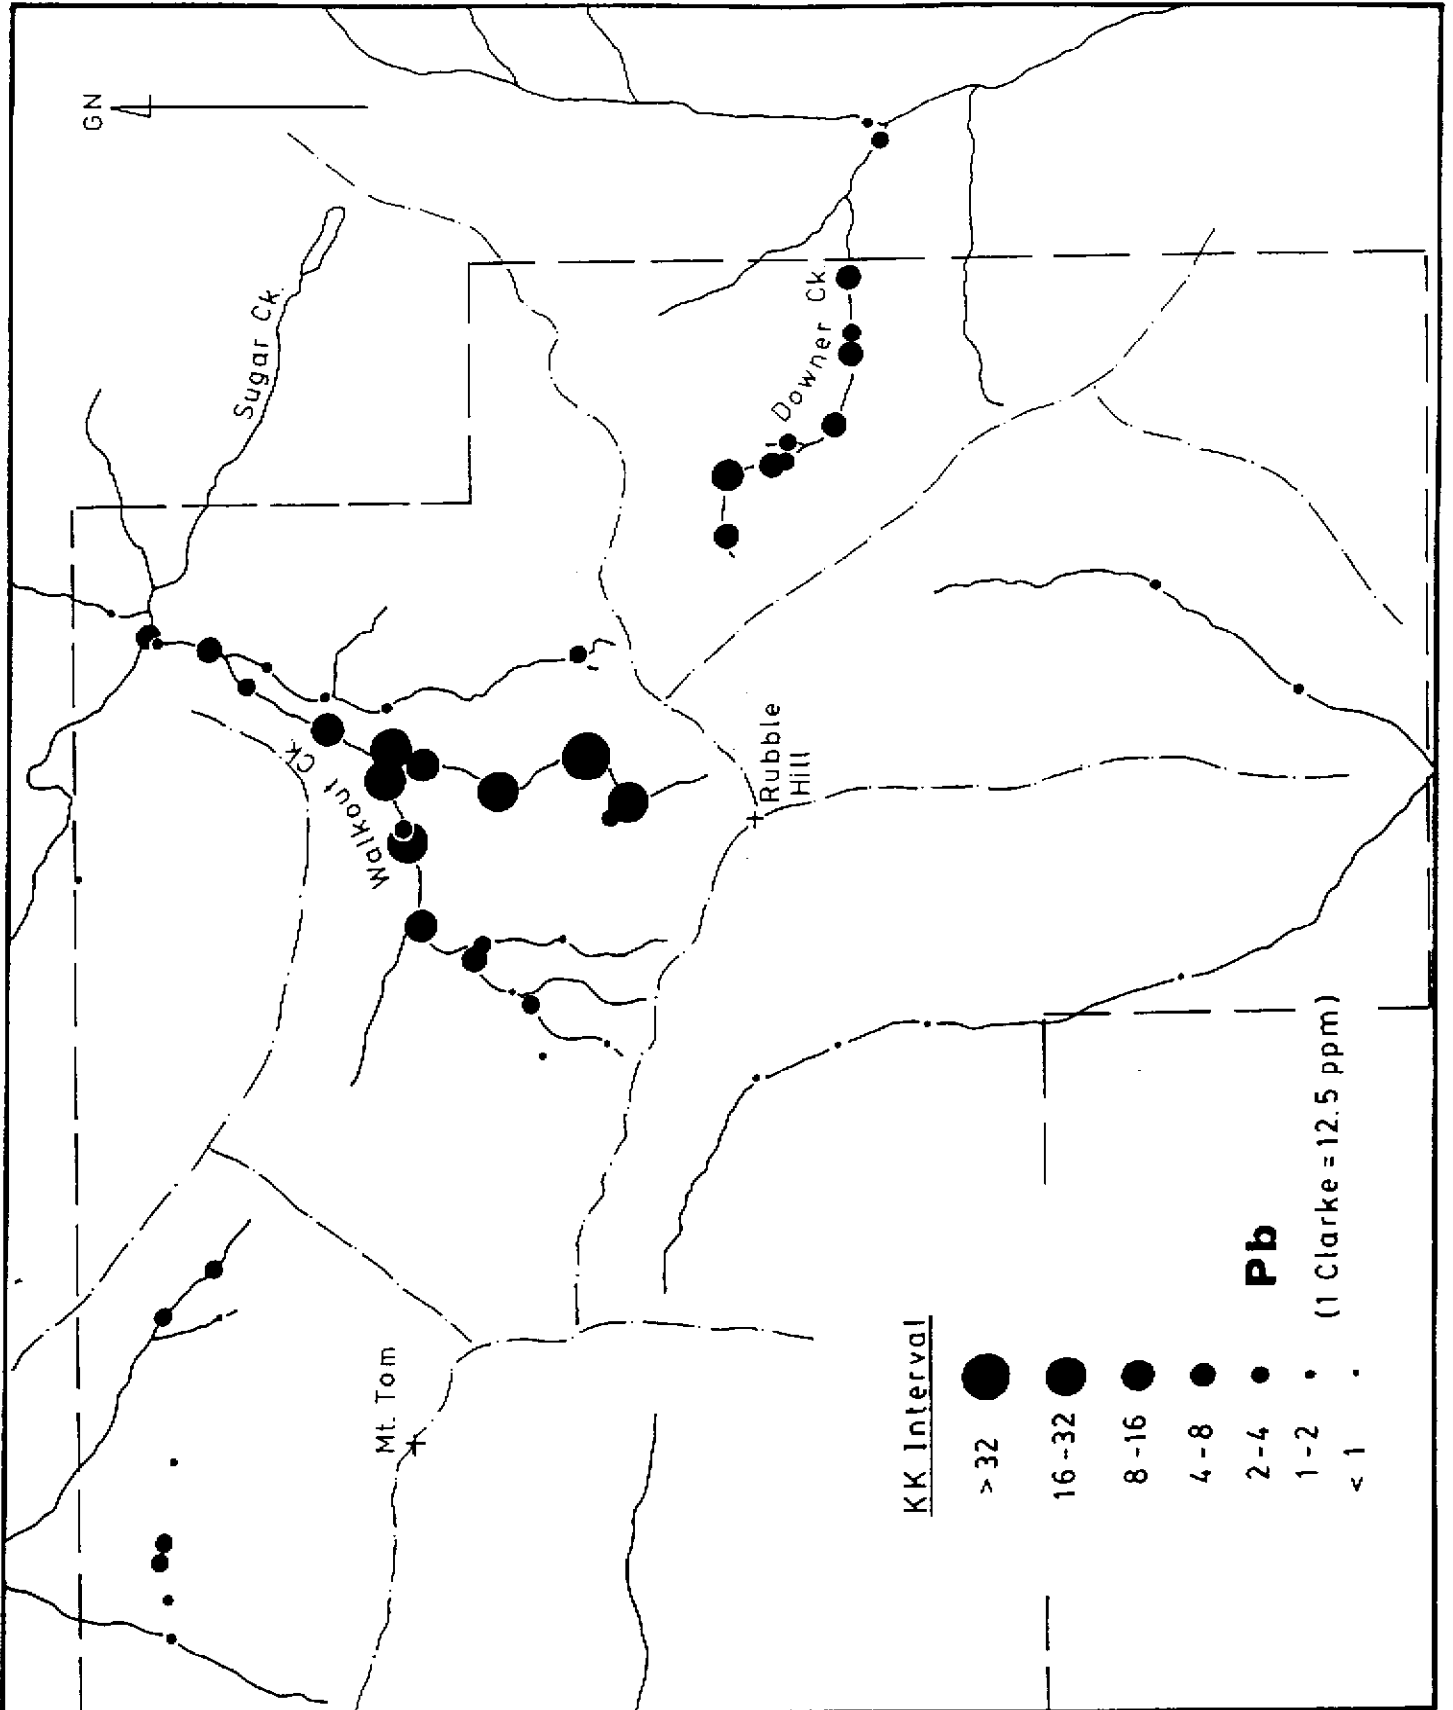 GN
Sugar Ck.
Downer Ck.
Walkout Ck.
Rubble
Hill
Mt. Tom
KK Interval
>32
16-32
8-16
4-8
2-4
1-2
<1
Pb
(1 Clarke = 12.5 ppm)